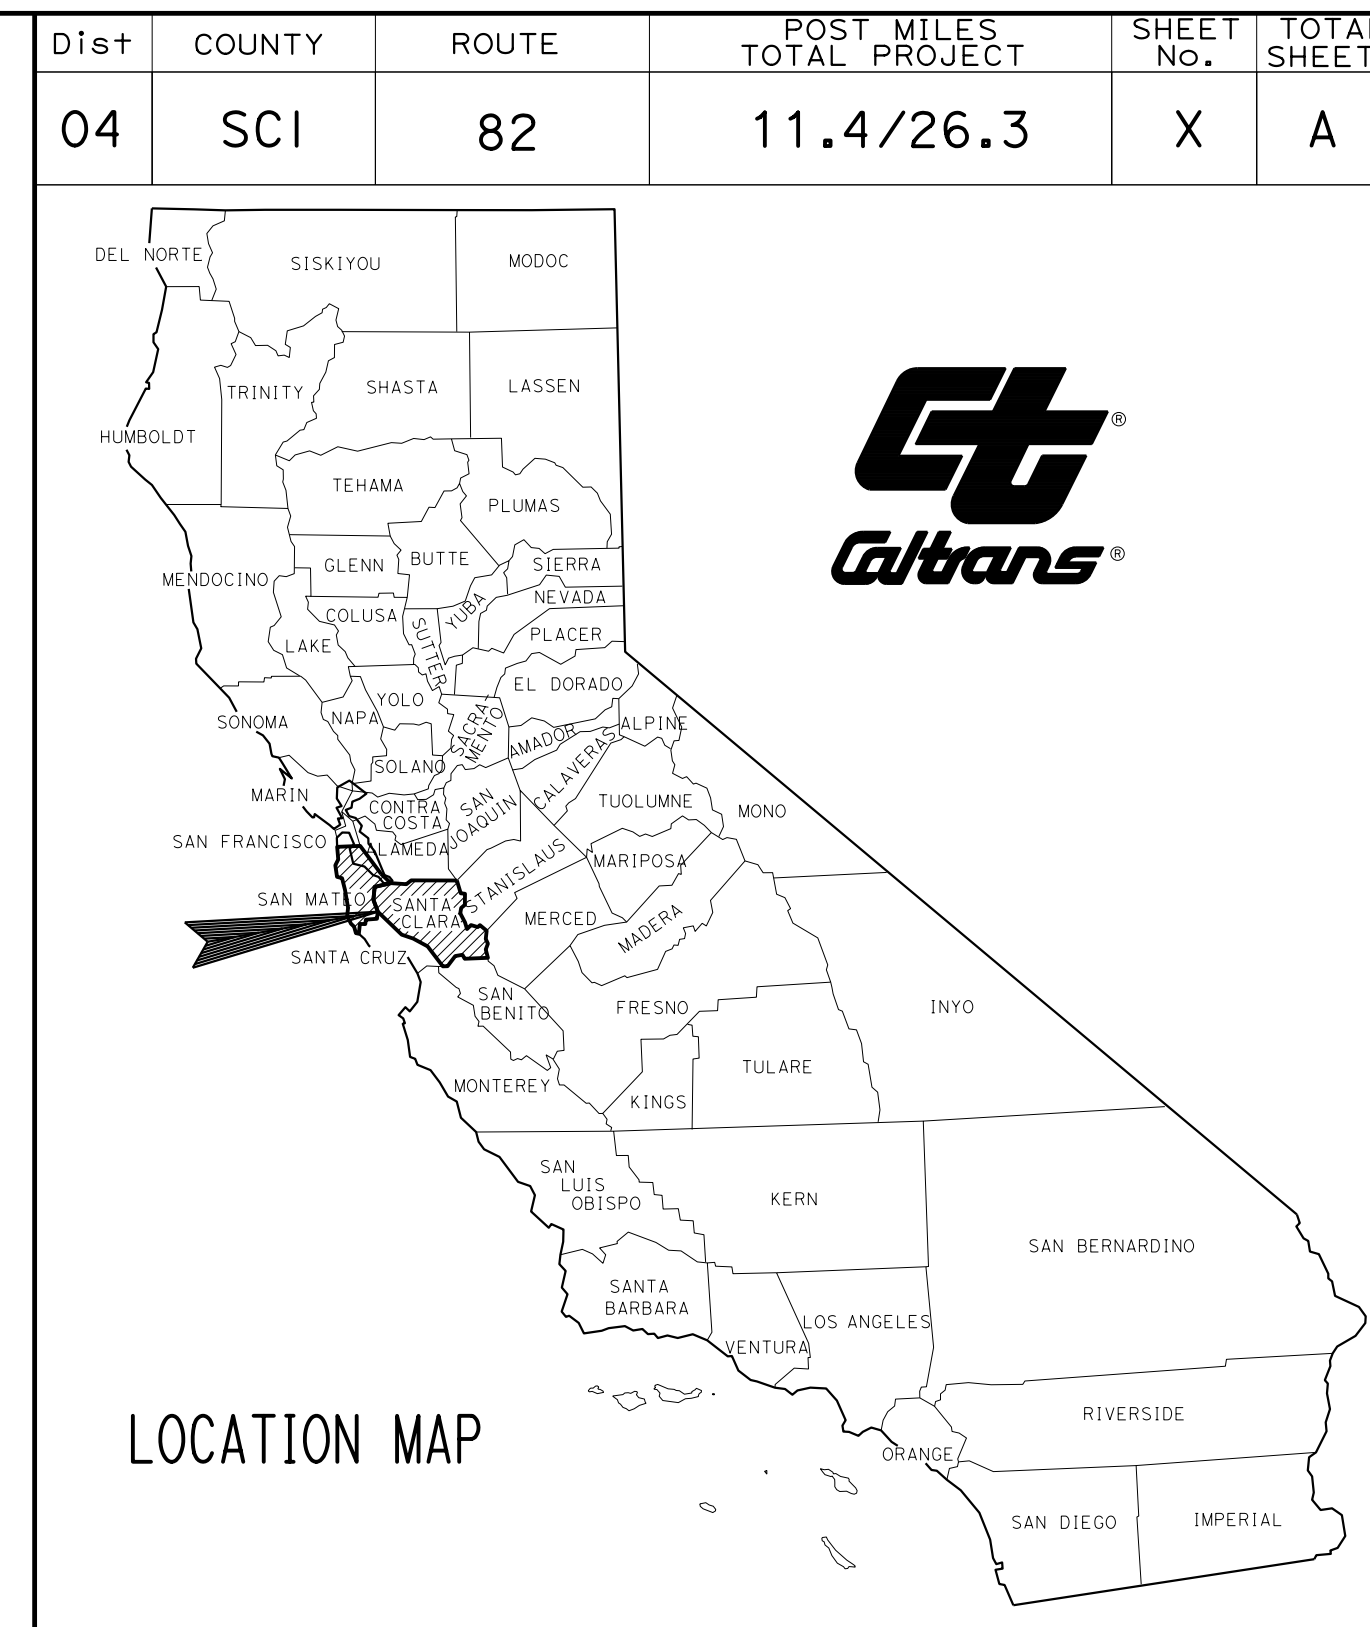 Dist COUNTY ROUTE POST MILES TOTAL PROJECT SHEET No. TOTAL SHEET
04 SCl 82 11.4/26.3 X A
DEL NORTE
SISKIYOU
MODOC
TRINITY
SHASTA
LASSEN
HUMBOLDT
®
TEHAMA
PLUMAS
Caltrans ®
GLENN
BUTTE
SIERRA
MENDOCINO
NEVADA
COLUSA
YUBA
SUTTER
PLACER
LAKE
EL DORADO
YOLO
NAPA
SONOMA
SACRA-
MENTO
ALPINE
AMADOR
SOLANO
CALAVERAS
MARIN
CONTRA
COSTA
SAN
JOAQUIN
TUOLUMNE
MONO
SAN FRANCISCO
ALAMEDA
STANISLAUS
MARIPOSA
SAN MATEO
SANTA
CLARA
MERCED
MADERA
SANTA CRUZ
SAN
BENITO
FRESNO
INYO
TULARE
MONTEREY
KINGS
SAN
LUIS
OBISPO
KERN
SAN BERNARDINO
SANTA
BARBARA
LOS ANGELES
VENTURA
RIVERSIDE
ORANGE
LOCATION MAP
SAN DIEGO
IMPERIAL